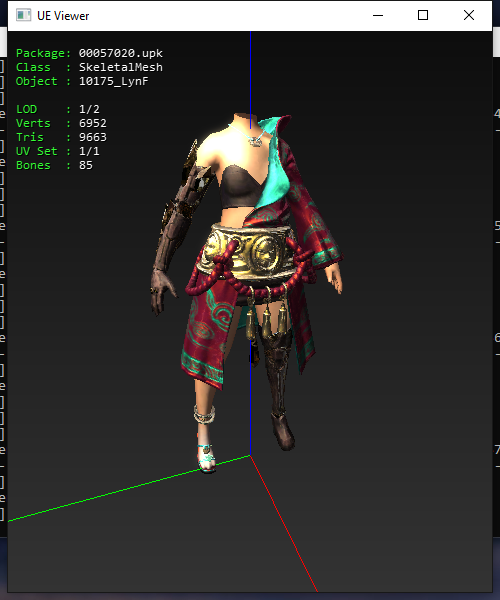 UE Viewer
Package: 00057020.upk
Class : SkeletalMesh
Object : 10175_LynF
LOD : 1/2
Verts : 6952
Tris : 9663
UV Set : 1/1
Bones : 85